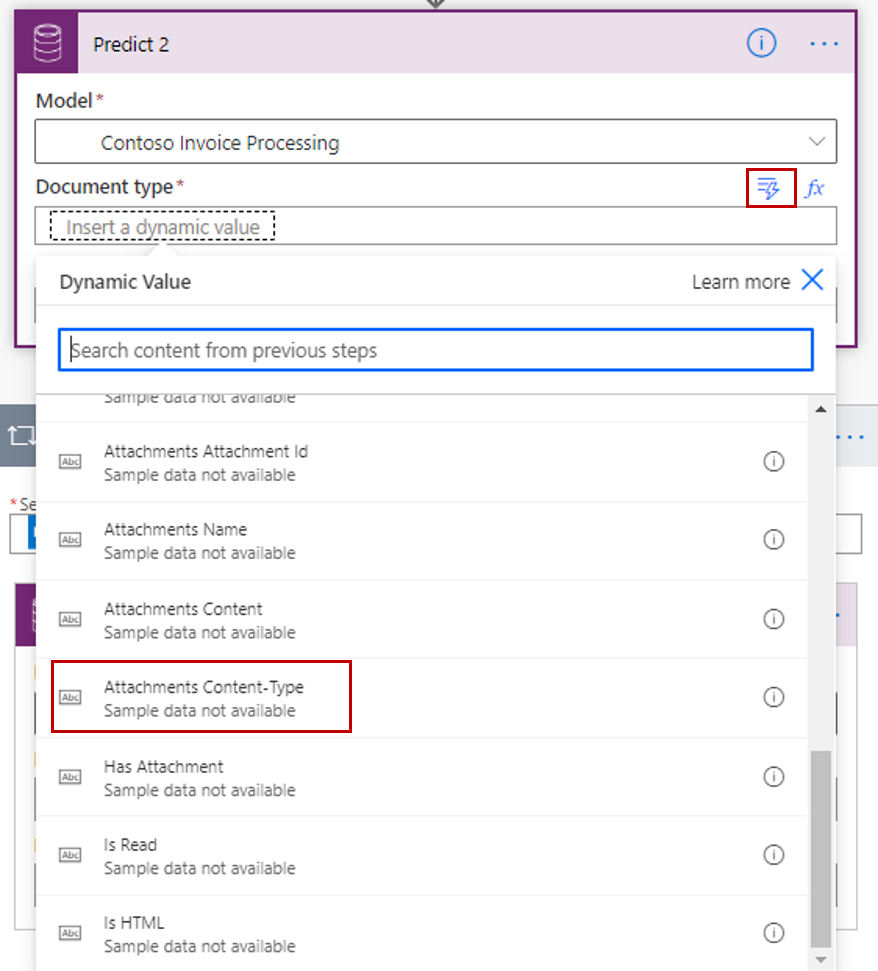 Predict 2
Model*
Contoso Invoice Processing
Document type*
fx
Insert a dynamic value
Dynamic Value
Learn more
Search content from previous steps
Sample data not available
Abc
Attachments Attachment Id
Sample data not available
* Se
Abc
Attachments Name
Sample data not available
Abc
Attachments Content
Sample data not available
Abc
Attachments Content-Type
Sample data not available
Abc
Has Attachment
Sample data not available
Abc
Is Read
Sample data not available
Abc
Is HTML
Sample data not available